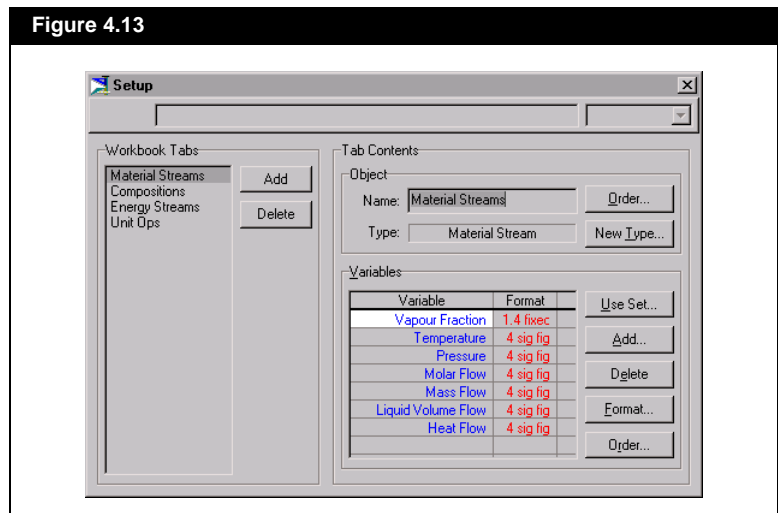 Figure 4.13
Setup
Workbook Tabs
Material Streams
Compositions
Energy Streams
Unit Ops
Add
Delete
Tab Contents
Object
Name: Material Streams
Order...
Type: Material Stream
New Type...
Variables
Variable Format
Vapour Fraction 1.4 fixec
Temperature 4 sig fig
Pressure 4 sig fig
Molar Flow 4 sig fig
Mass Flow 4 sig fig
Liquid Volume Flow 4 sig fig
Heat Flow 4 sig fig
Use Set...
Add...
Delete
Format...
Order...